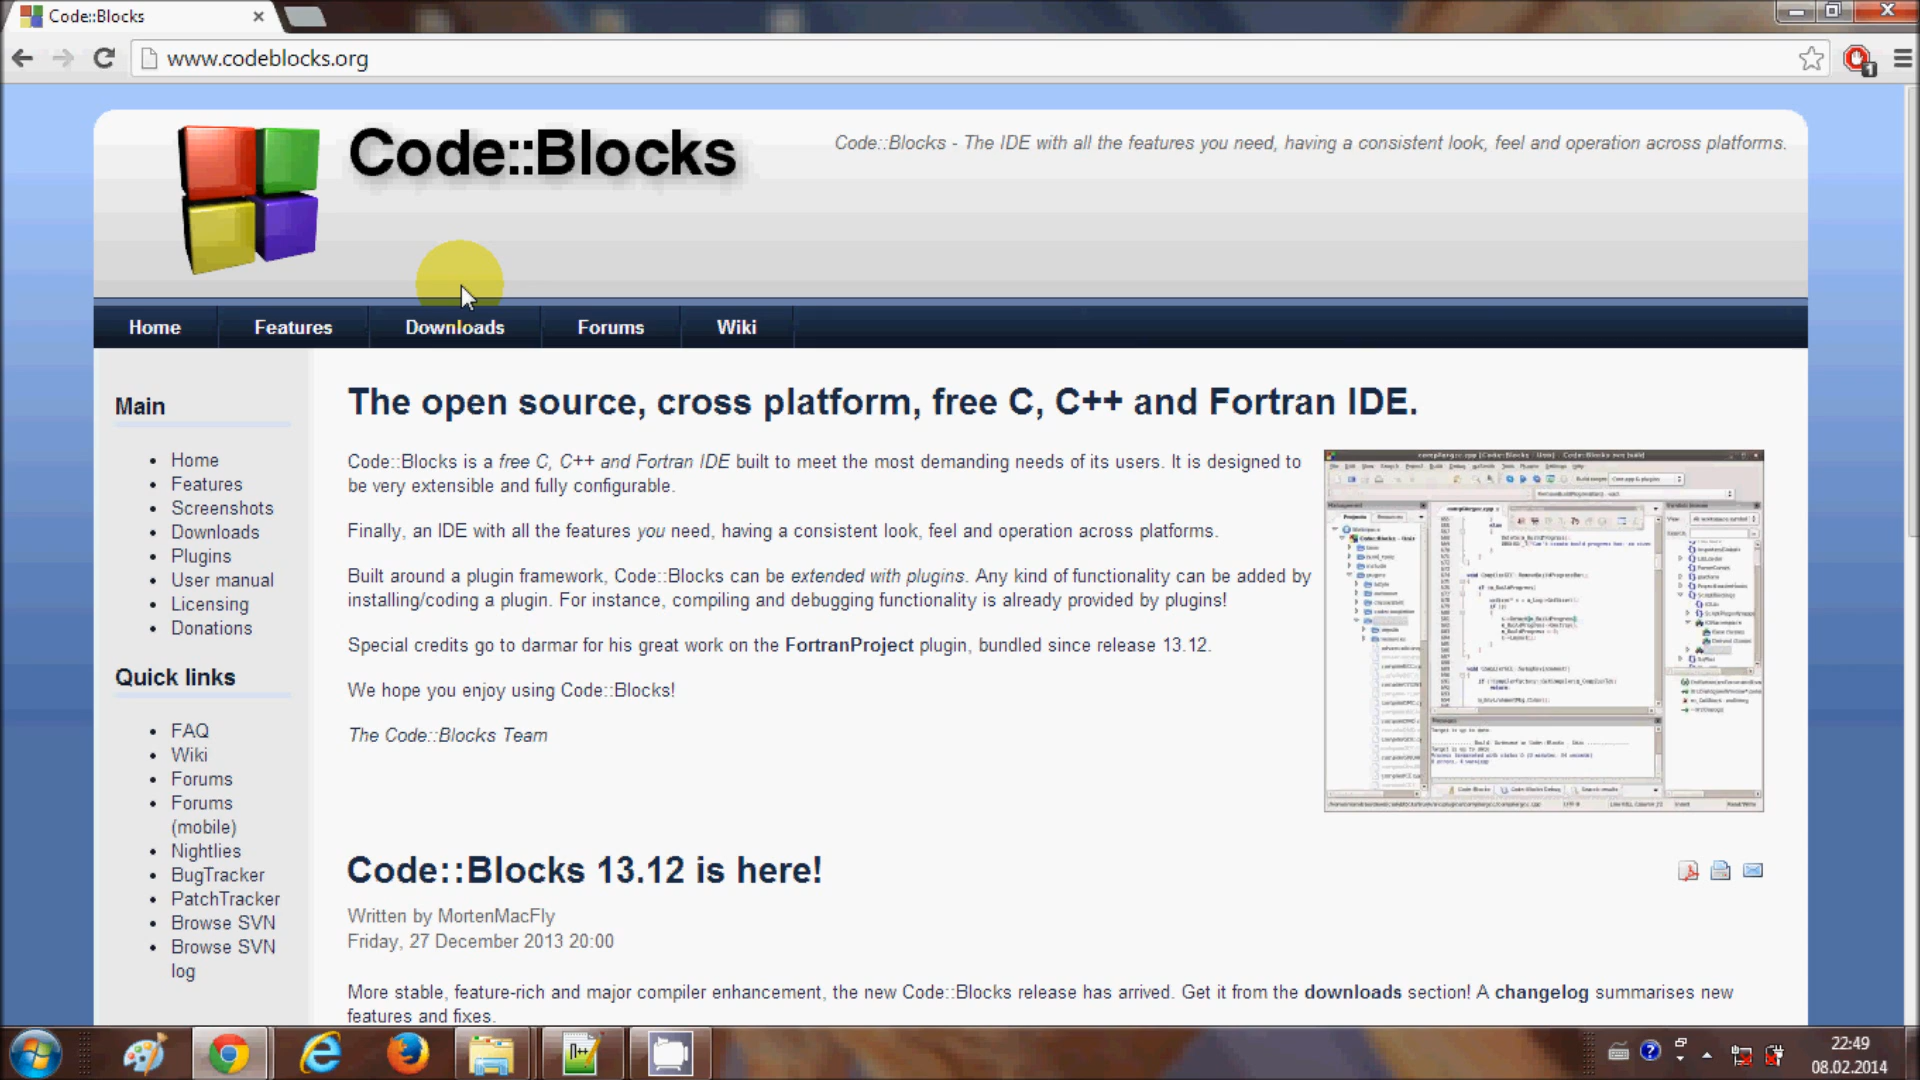 Code::Blocks
www.codeblocks.org
1
Code::Blocks
Code::Blocks - The IDE with all the features you need, having a consistent look, feel and operation across platforms.
Home
Features
Downloads
Forums
Wiki
Main
Home
Features
Screenshots
Downloads
Plugins
User manual
Licensing
Donations
Quick links
FAQ
Wiki
Forums
Forums
(mobile)
Nightlies
BugTracker
PatchTracker
Browse SVN
Browse SVN
log
The open source, cross platform, free C, C++ and Fortran IDE.
Code::Blocks is a free C, C++ and Fortran IDE built to meet the most demanding needs of its users. It is designed to
be very extensible and fully configurable.
Finally, an IDE with all the features you need, having a consistent look, feel and operation across platforms.
Built around a plugin framework, Code::Blocks can be extended with plugins. Any kind of functionality can be added by
installing/coding a plugin. For instance, compiling and debugging functionality is already provided by plugins!
Special credits go to darmar for his great work on the FortranProject plugin, bundled since release 13.12.
We hope you enjoy using Code::Blocks!
The Code::Blocks Team
Code::Blocks 13.12 is here!
Written by MortenMacFly
Friday, 27 December 2013 20:00
More stable, feature-rich and major compiler enhancement, the new Code::Blocks release has arrived. Get it from the downloads section! A changelog summarises new
features and fixes.
22:49
08.02.2014